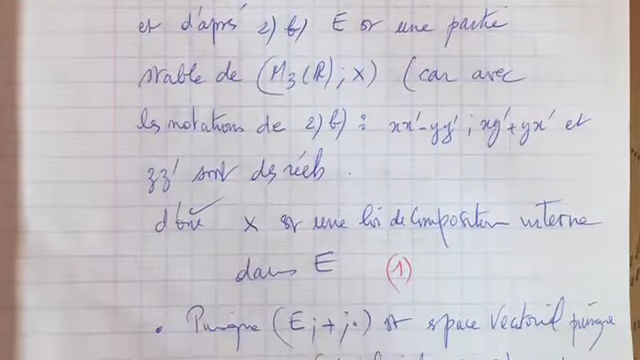 et d'après 2) b) E est une partie
stable de (M₃(R) ; ×) (car avec
les notations de 2) b) : xx'-yy' ; xy'+yx' et
zz' sont des réels .
d'où × est une loi de composition interne
dans E (1)
• Puisque (E ; + ; .) est espace vectoriel puisque